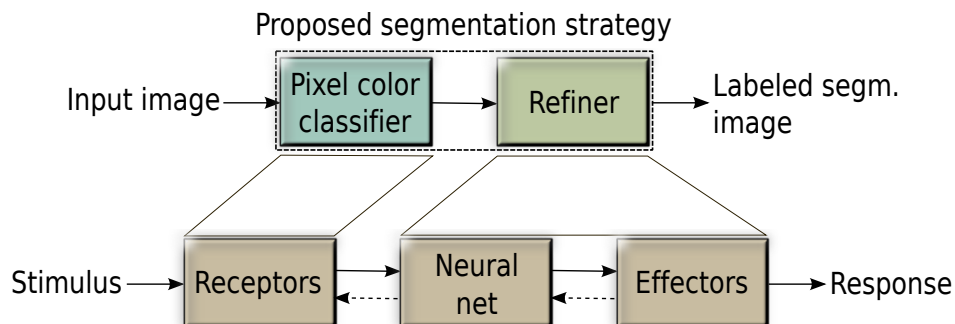 Proposed segmentation strategy
Input image
Pixel color
classifier
Refiner
Labeled segm.
image
Stimulus
Receptors
Neural
net
Effectors
Response